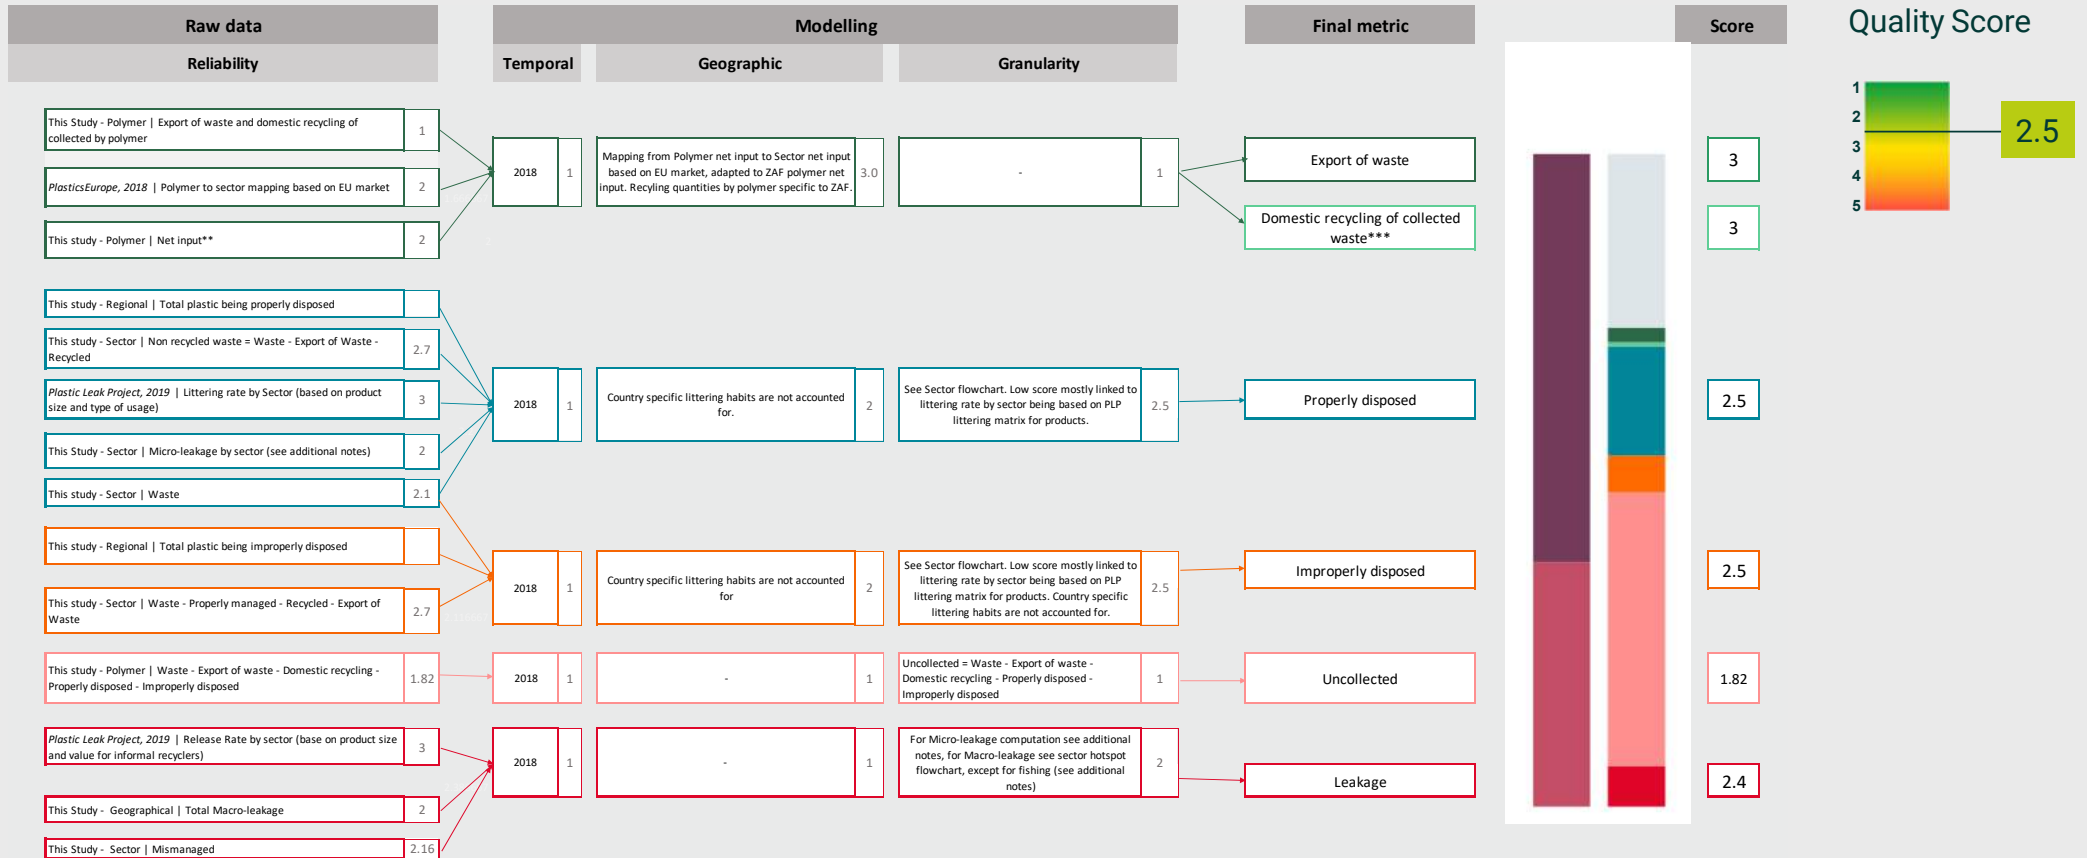 Raw data
Modelling
Final metric
Score
Quality Score
Reliability
Temporal
Geographic
Granularity
1
2
3
4
5
2.5
This Study - Polymer | Export of waste and domestic recycling of
collected by polymer
1
PlasticsEurope, 2018 | Polymer to sector mapping based on EU market
2
This study - Polymer | Net input**
2
2018
1
Mapping from Polymer net input to Sector net input
based on EU market, adapted to ZAF polymer net
input. Recyling quantities by polymer specific to ZAF.
3.0
-
1
Export of waste
3
Domestic recycling of collected
waste***
3
This study - Regional | Total plastic being properly disposed
This study - Sector | Non recycled waste = Waste - Export of Waste -
Recycled
2.7
Plastic Leak Project, 2019 | Littering rate by Sector (based on product
size and type of usage)
3
This Study - Sector | Micro-leakage by sector (see additional notes)
2
This study - Sector | Waste
2.1
2018
1
Country specific littering habits are not accounted
for.
2
See Sector flowchart. Low score mostly linked to
littering rate by sector being based on PLP
littering matrix for products.
2.5
Properly disposed
2.5
This study - Regional | Total plastic being improperly disposed
This study - Sector | Waste - Properly managed - Recycled - Export of
Waste
2.7
2018
1
Country specific littering habits are not accounted
for
2
See Sector flowchart. Low score mostly linked to
littering rate by sector being based on PLP
littering matrix for products. Country specific
littering habits are not accounted for.
2.5
Improperly disposed
2.5
This study - Polymer | Waste - Export of waste - Domestic recycling -
Properly disposed - Improperly disposed
1.82
2018
1
-
1
Uncollected = Waste - Export of waste -
Domestic recycling - Properly disposed -
Improperly disposed
1
Uncollected
1.82
Plastic Leak Project, 2019 | Release Rate by sector (base on product size
and value for informal recyclers)
3
This Study -  Geographical | Total Macro-leakage
2
This Study -  Sector | Mismanaged
2.16
2018
1
-
1
For Micro-leakage computation see additional
notes, for Macro-leakage see sector hotspot
flowchart, except for fishing (see additional
notes)
2
Leakage
2.4